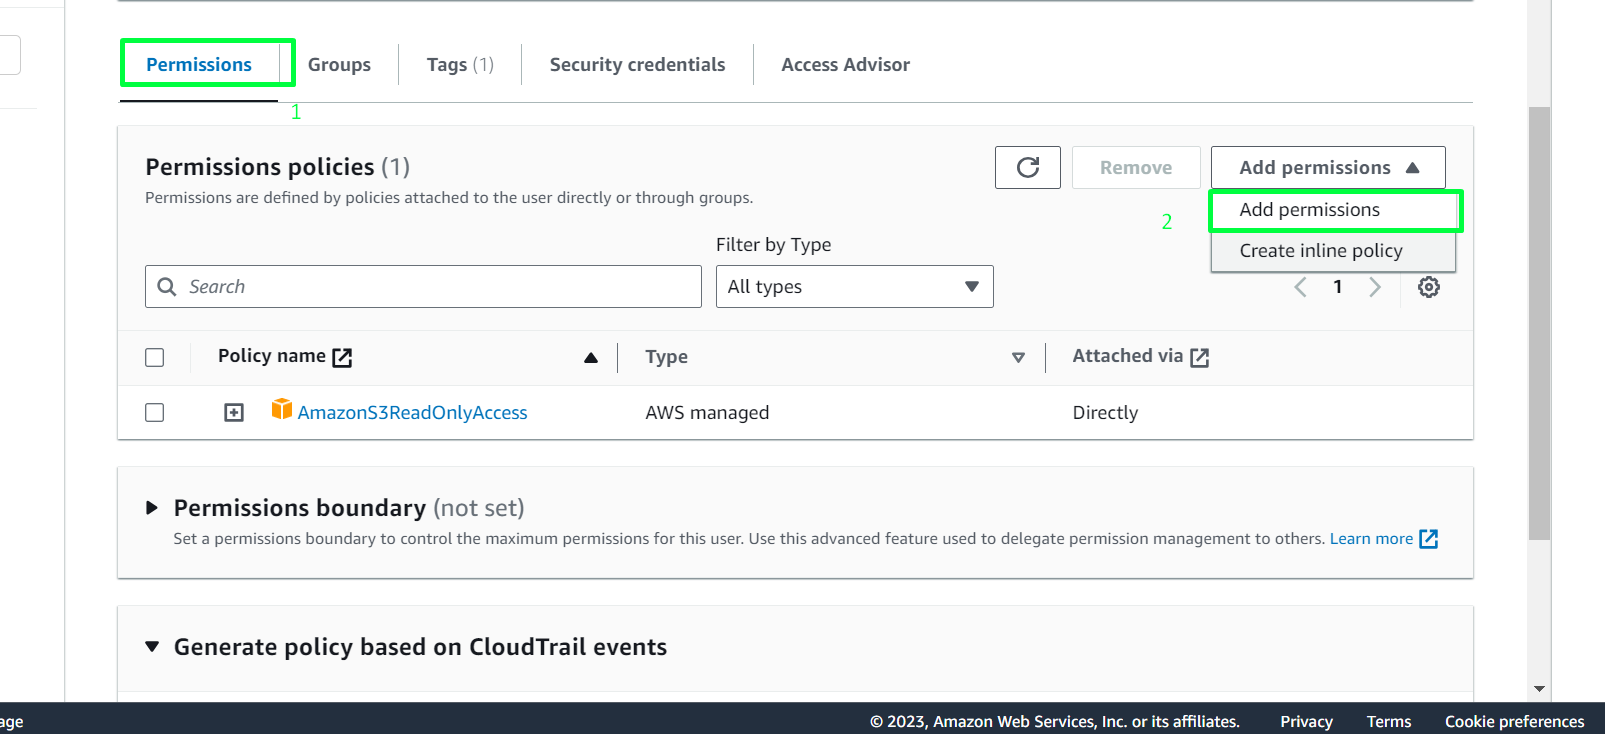 Permissions Groups Tags (1) Security credentials Access Advisor
1
Permissions policies (1) Remove Add permissions
Permissions are defined by policies attached to the user directly or through groups.
2 Add permissions
Create inline policy
Filter by Type
Search All types 1
Policy name Type Attached via
AmazonS3ReadOnlyAccess AWS managed Directly
Permissions boundary (not set)
Set a permissions boundary to control the maximum permissions for this user. Use this advanced feature used to delegate permission management to others. Learn more
Generate policy based on CloudTrail events
age © 2023, Amazon Web Services, Inc. or its affiliates. Privacy Terms Cookie preferences